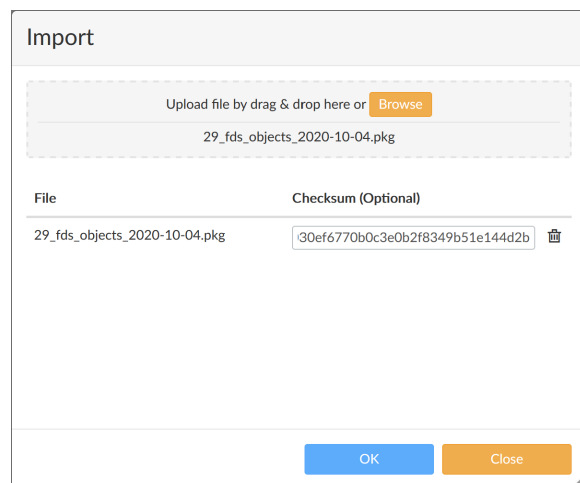 Import
Upload file by drag & drop here or Browse
29_fds_objects_2020-10-04.pkg
File Checksum (Optional)
29_fds_objects_2020-10-04.pkg 30ef6770b0c3e0b2f8349b51e144d2b
OK Close